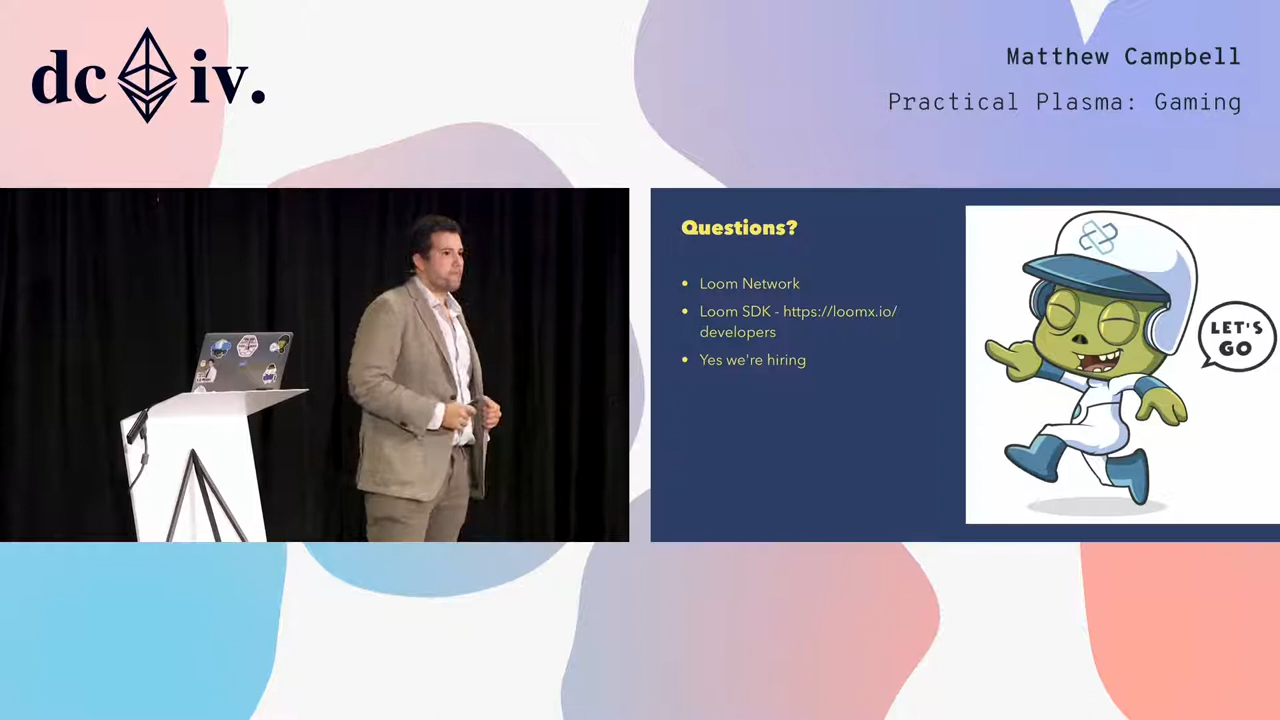 dc iv.
Matthew Campbell
Practical Plasma: Gaming
Questions?
• Loom Network
• Loom SDK - https://loomx.io/
developers
• Yes we're hiring
LET'S
GO